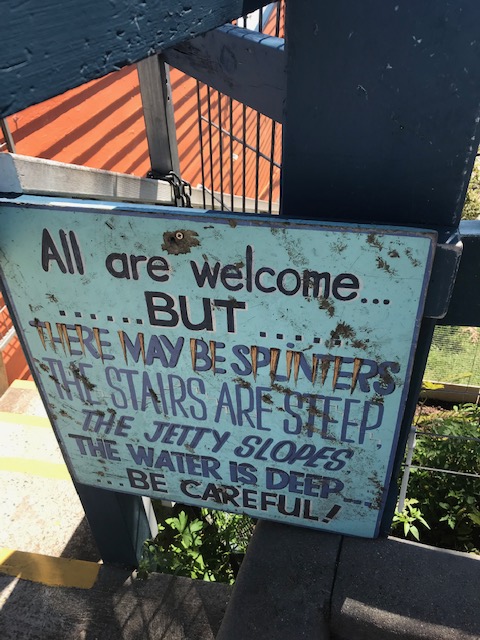 All are welcome...
......BUT......
THERE MAY BE SPLINTERS
THE STAIRS ARE STEEP
THE JETTY SLOPES
THE WATER IS DEEP...
...BE CAREFUL!